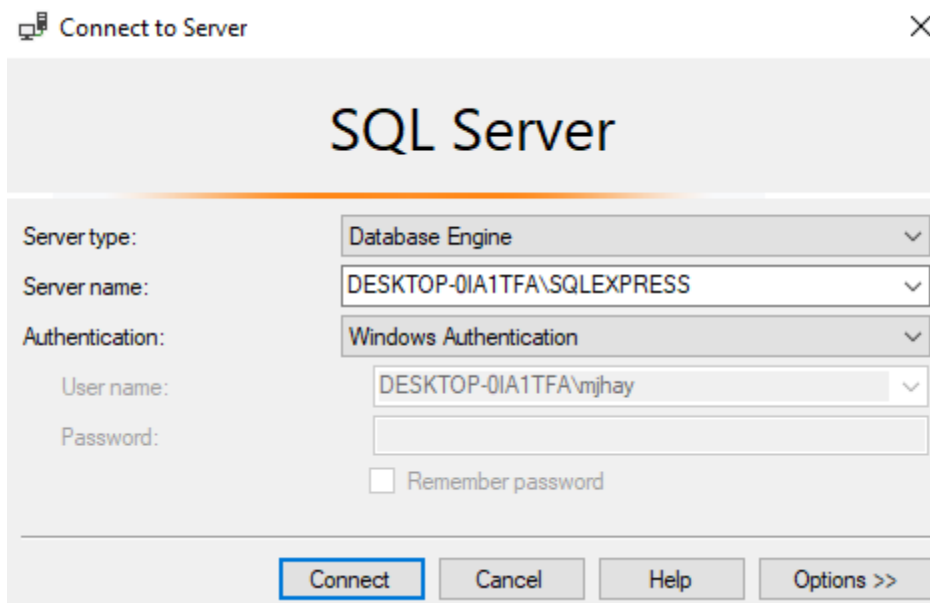 Connect to Server
SQL Server
Server type: Database Engine
Server name: DESKTOP-0IA1TFA\SQLEXPRESS
Authentication: Windows Authentication
User name: DESKTOP-0IA1TFA\mjhay
Password:
Remember password
Connect Cancel Help Options >>